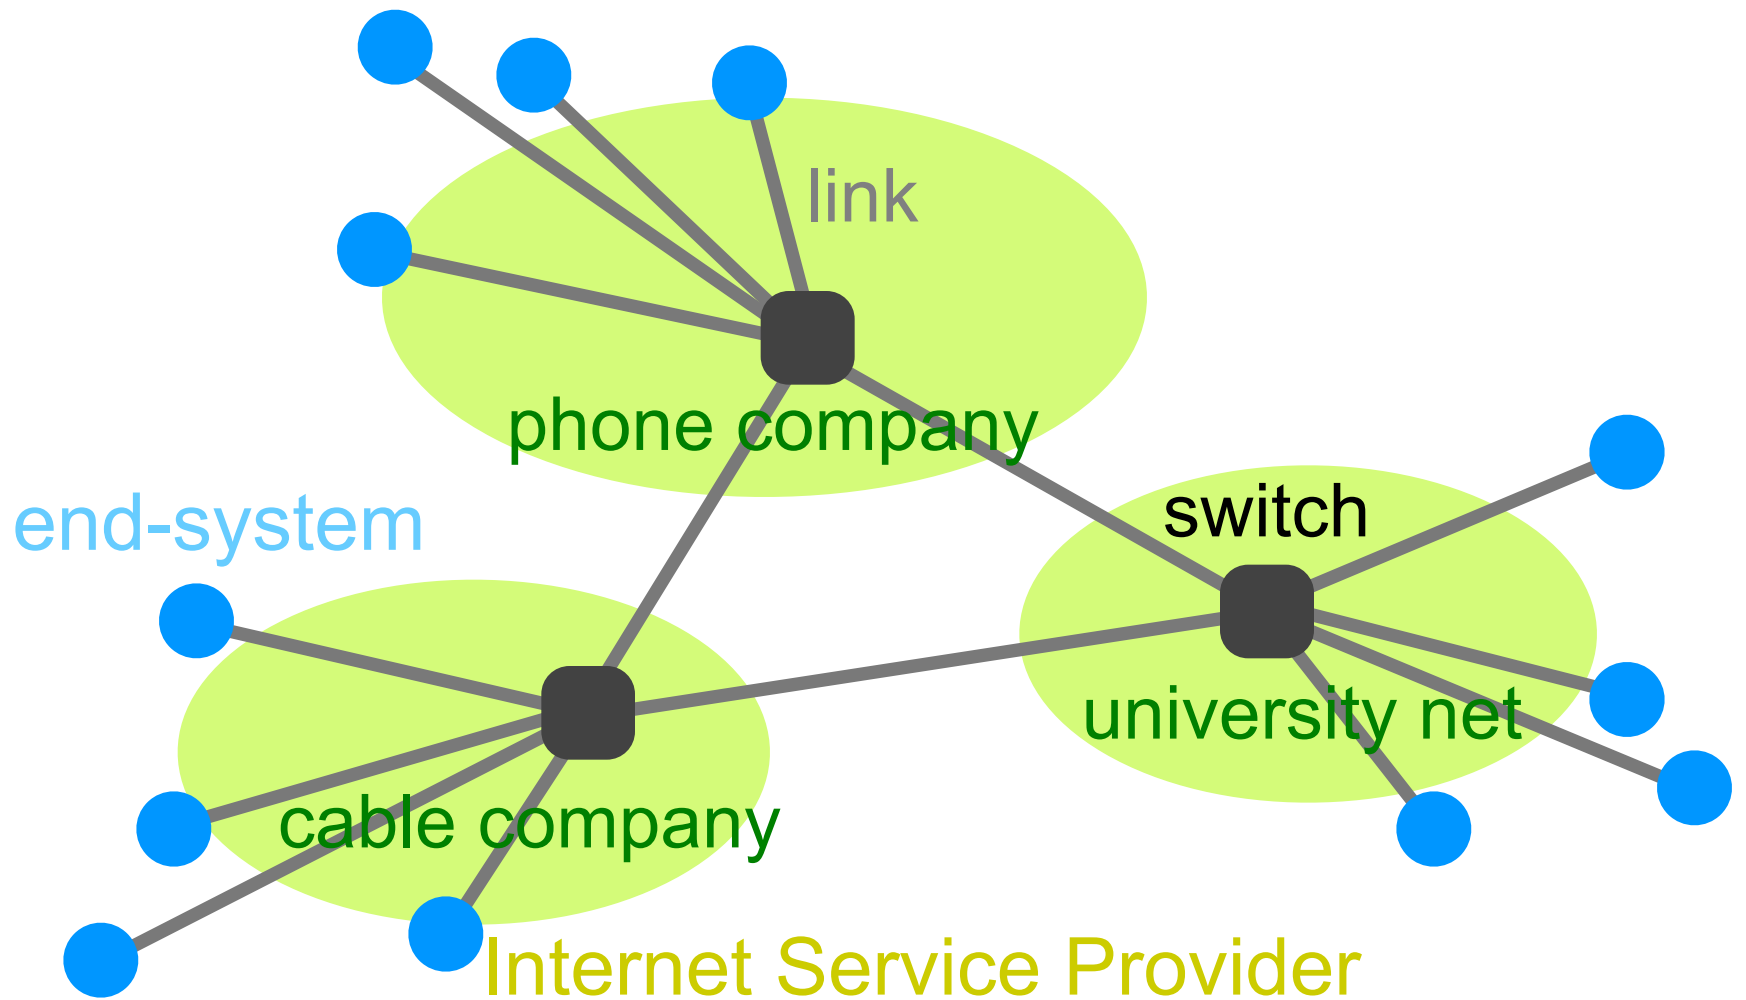 link
phone company
switch
end-system
university net
cable company
Internet Service Provider